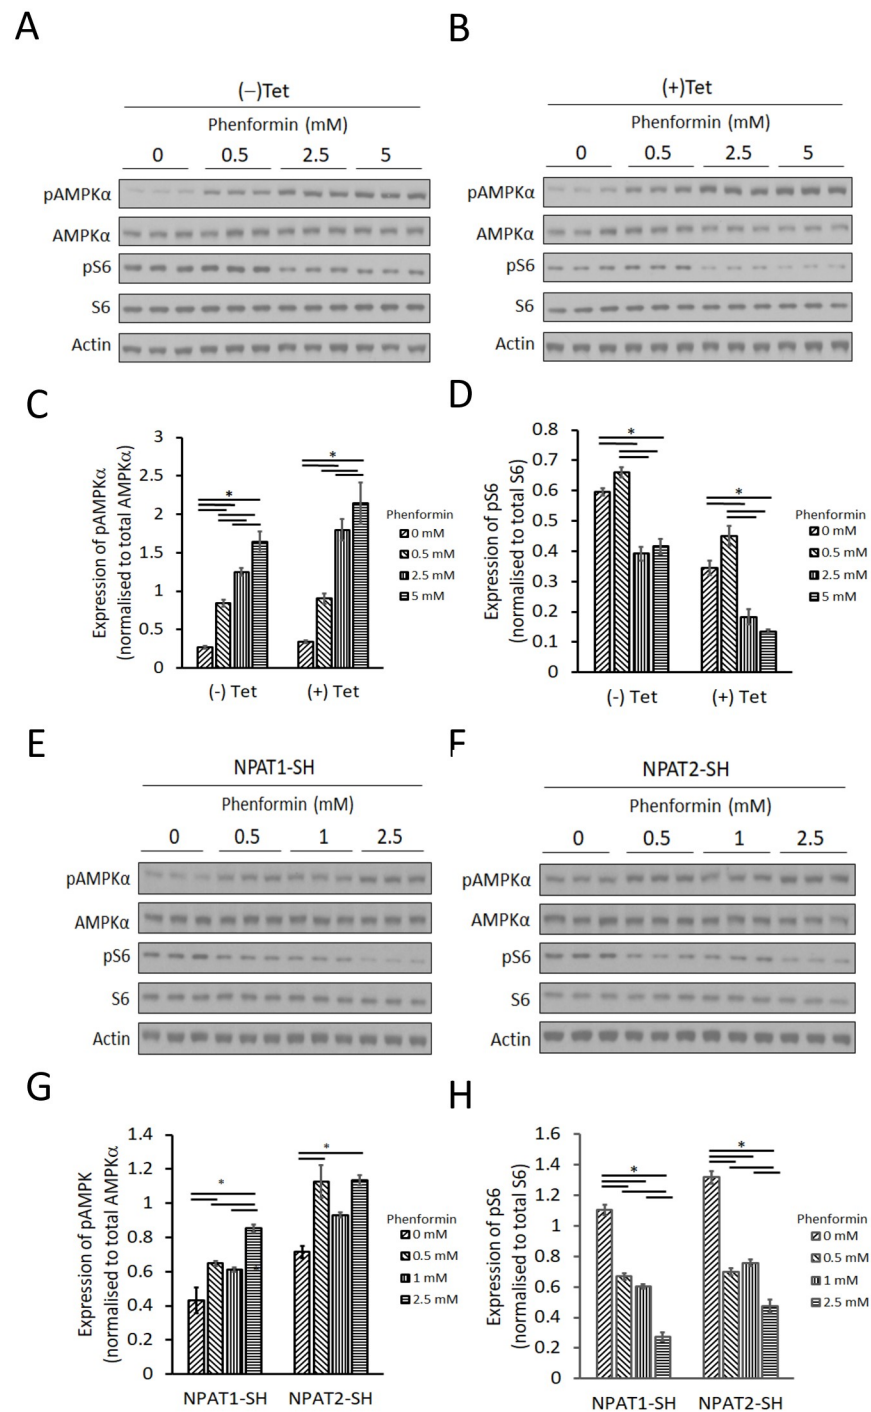 A
(−)Tet
Phenformin (mM)
0 0.5 2.5 5
pAMPKα
AMPKα
pS6
S6
Actin
B
(+)Tet
Phenformin (mM)
0 0.5 2.5 5
pAMPKα
AMPKα
pS6
S6
Actin
C
Expression of pAMPKα
(normalised to total AMPKα)
3
2.5
2
1.5
1
0.5
0
*
*
(-) Tet (+) Tet
Phenformin
0 mM
0.5 mM
2.5 mM
5 mM
D
Expression of pS6
(normalised to total S6)
0.8
0.7
0.6
0.5
0.4
0.3
0.2
0.1
0
*
*
(-) Tet (+) Tet
Phenformin
0 mM
0.5 mM
2.5 mM
5 mM
E
NPAT1-SH
Phenformin (mM)
0 0.5 1 2.5
pAMPKα
AMPKα
pS6
S6
Actin
F
NPAT2-SH
Phenformin (mM)
0 0.5 1 2.5
pAMPKα
AMPKα
pS6
S6
Actin
G
Expression of pAMPK
(normalised to total AMPKα)
1.4
1.2
1
0.8
0.6
0.4
0.2
0
*
*
NPAT1-SH NPAT2-SH
Phenformin
0 mM
0.5 mM
1 mM
2.5 mM
H
Expression of pS6
(normalised to total S6)
1.6
1.4
1.2
1
0.8
0.6
0.4
0.2
0
*
*
NPAT1-SH NPAT2-SH
Phenformin
0 mM
0.5 mM
1 mM
2.5 mM